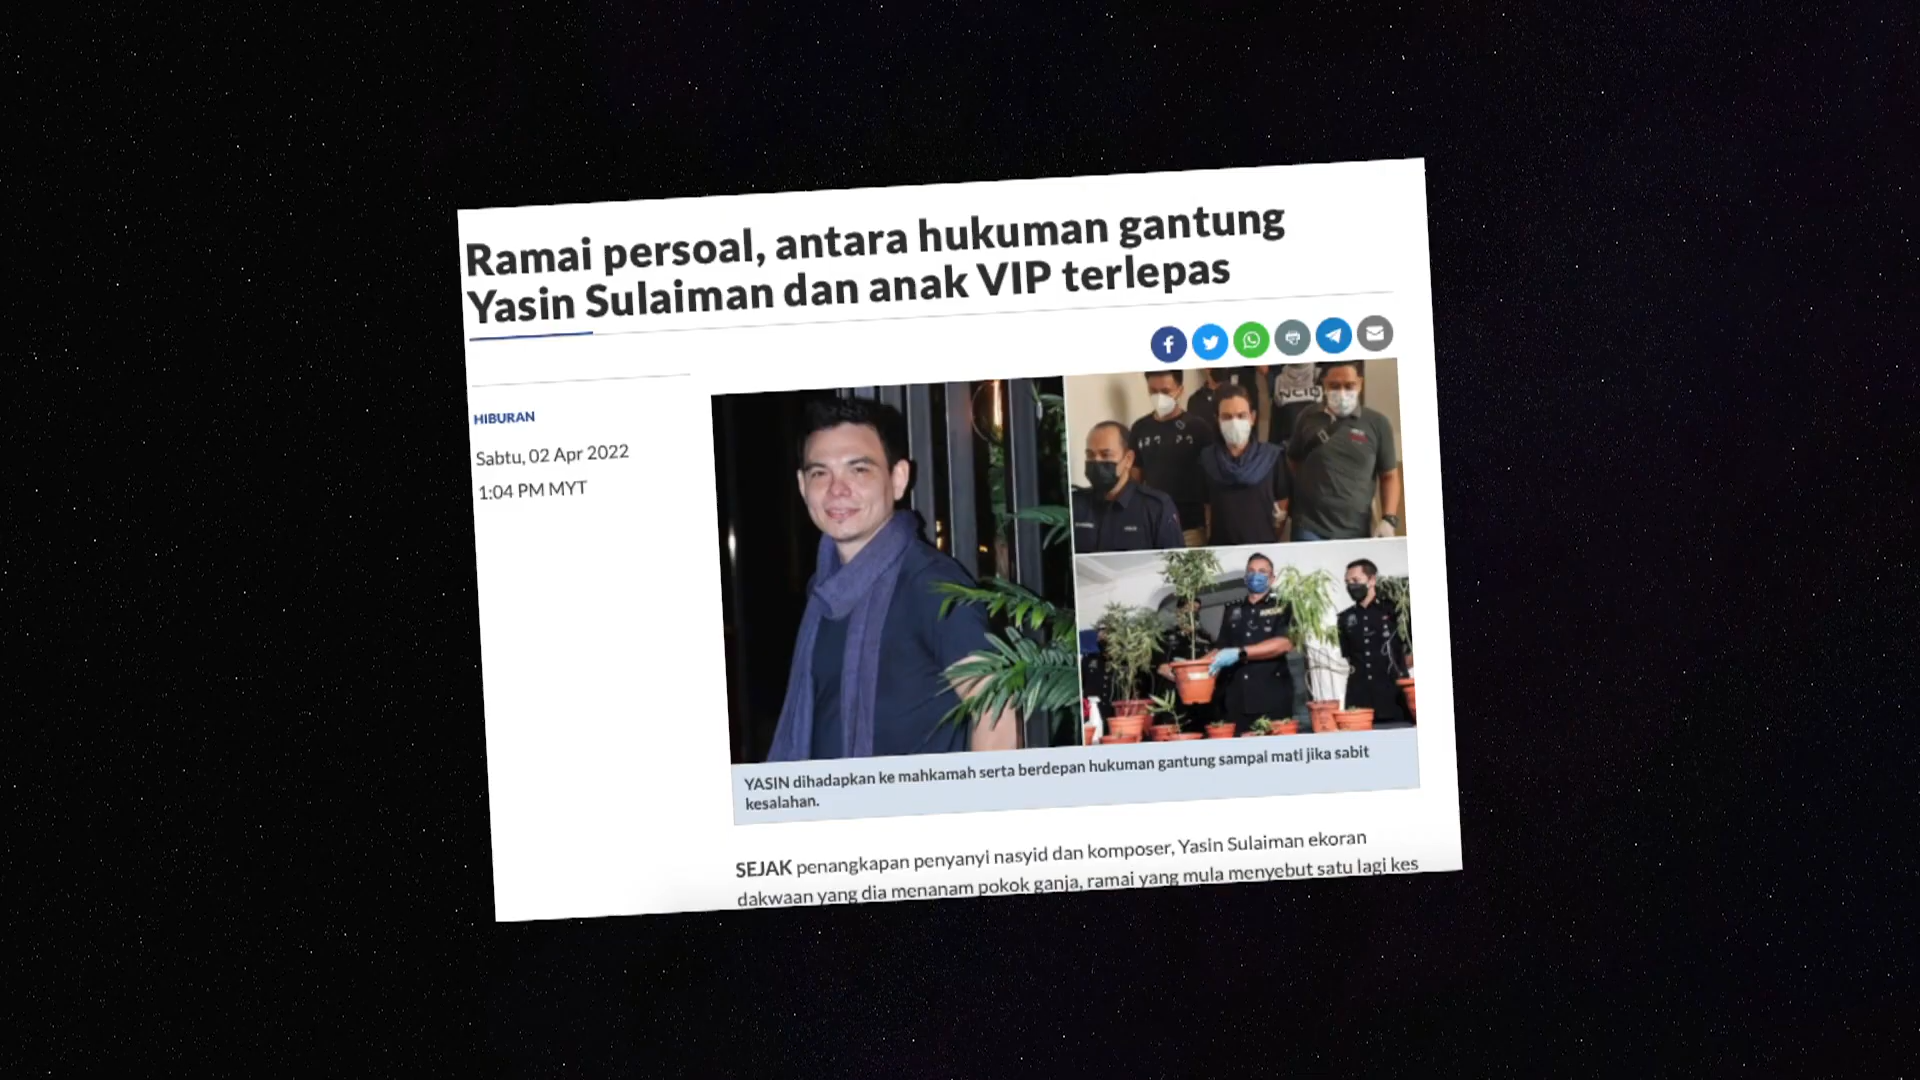 Ramai persoal, antara hukuman gantung
Yasin Sulaiman dan anak VIP terlepas
HIBURAN
Sabtu, 02 Apr 2022
1:04 PM MYT
NCID
YASIN dihadapkan ke mahkamah serta berdepan hukuman gantung sampai mati jika sabit
kesalahan.
SEJAK penangkapan penyanyi nasyid dan komposer, Yasin Sulaiman ekoran
dakwaan yang dia menanam pokok ganja, ramai yang mula menyebut satu lagi kes